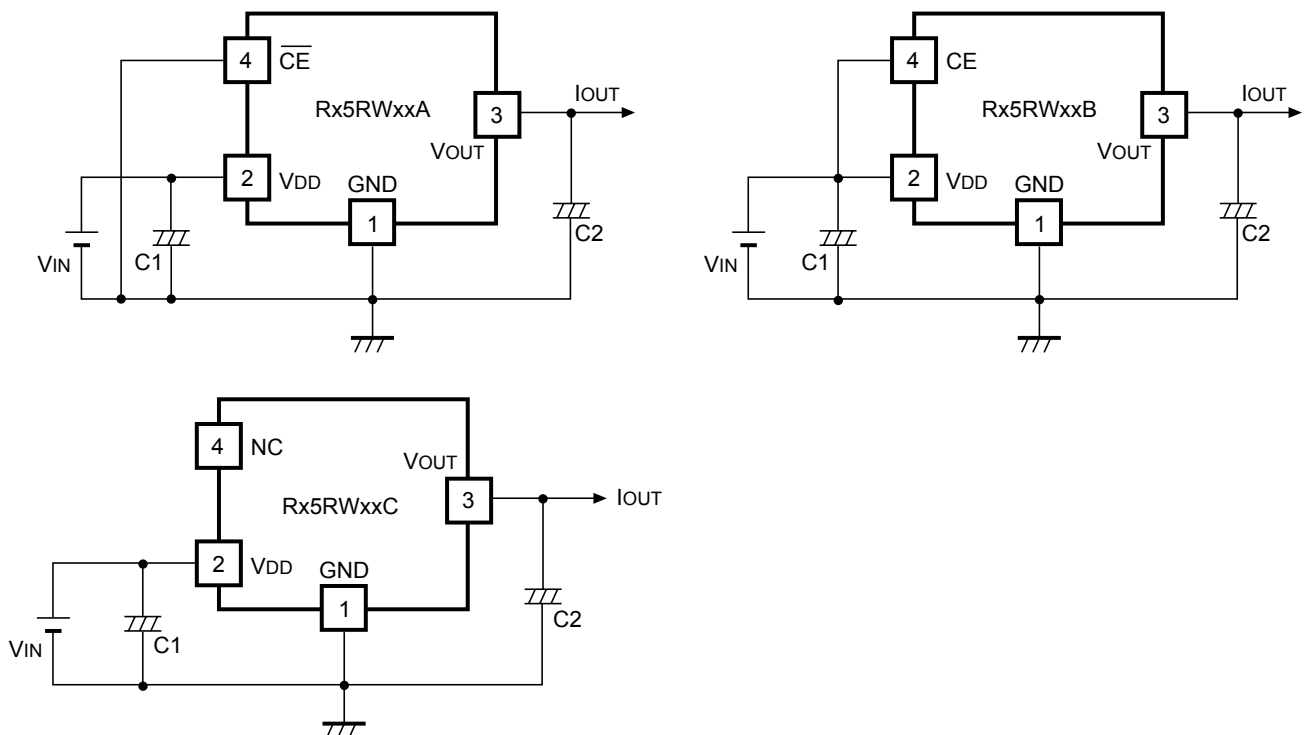 4 CE
Rx5RWxxA
3
IOUT
VOUT
2 VDD
GND
1
C2
C1
VIN
4 CE
Rx5RWxxB
3
IOUT
VOUT
2 VDD
GND
1
C2
C1
VIN
4 NC
VOUT
Rx5RWxxC
3
IOUT
2 VDD
GND
1
C2
C1
VIN